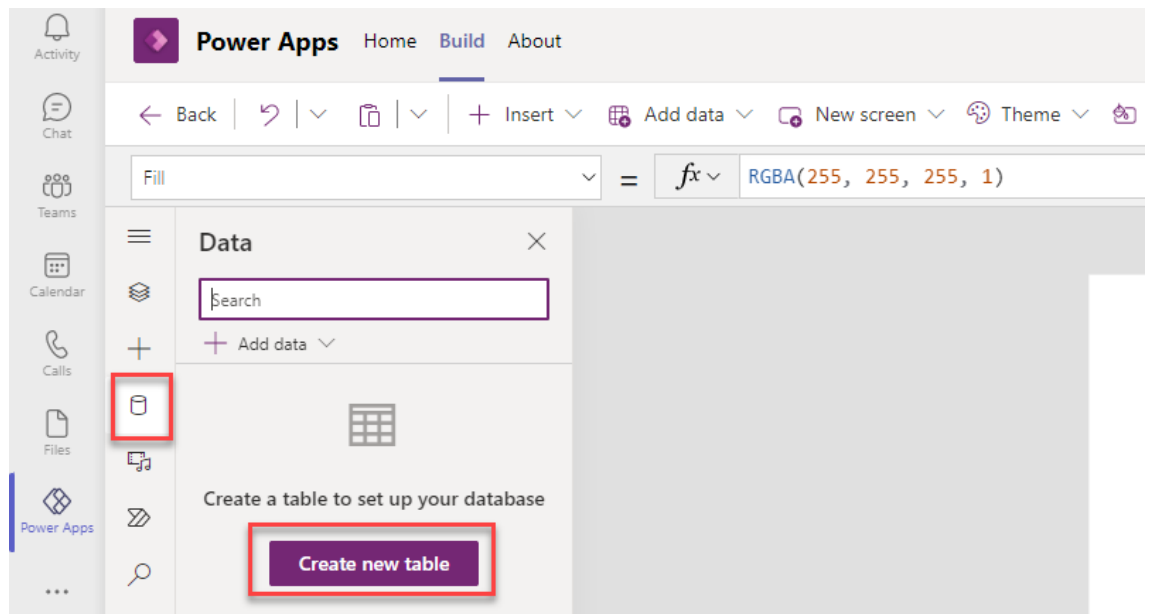 Activity
Chat
Teams
Calendar
Calls
Files
Power Apps
Power Apps Home Build About
Back Insert Add data New screen Theme
Fill = fx RGBA(255, 255, 255, 1)
Data
Search
Add data
Create a table to set up your database
Create new table